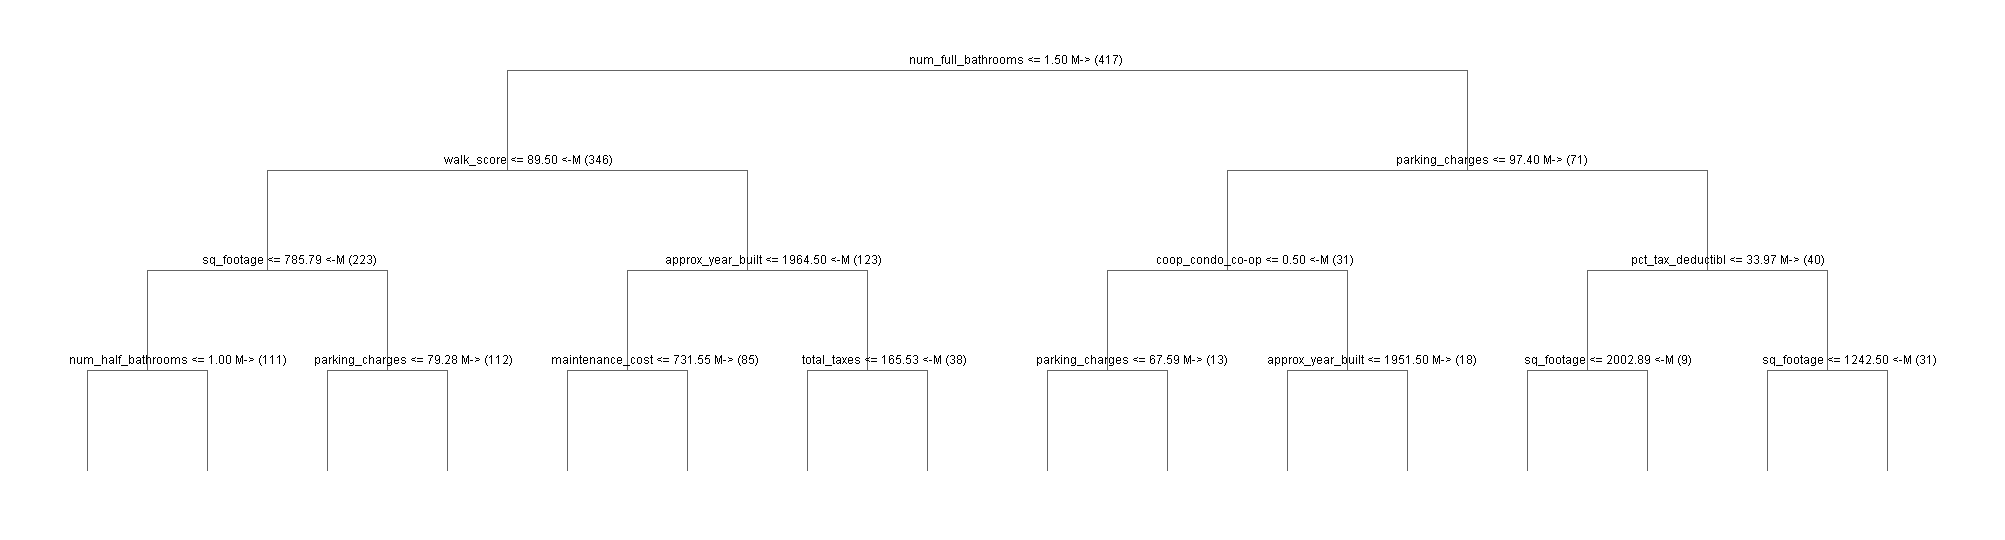 num_full_bathrooms <= 1.50 M-> (417)
walk_score <= 89.50 <-M (346)
parking_charges <= 97.40 M-> (71)
sq_footage <= 785.79 <-M (223)
approx_year_built <= 1964.50 <-M (123)
coop_condo_co-op <= 0.50 <-M (31)
pct_tax_deductibl <= 33.97 M-> (40)
num_half_bathrooms <= 1.00 M-> (111)
parking_charges <= 79.28 M-> (112)
maintenance_cost <= 731.55 M-> (85)
total_taxes <= 165.53 <-M (38)
parking_charges <= 67.59 M-> (13)
approx_year_built <= 1951.50 M-> (18)
sq_footage <= 2002.89 <-M (9)
sq_footage <= 1242.50 <-M (31)